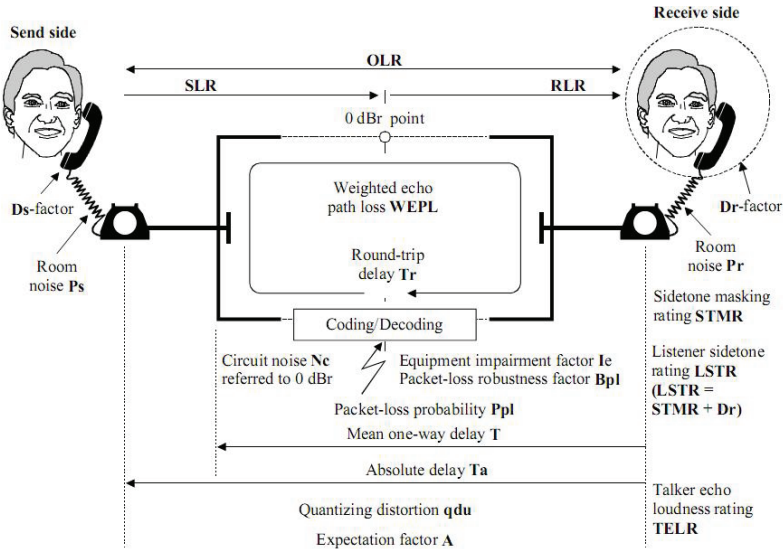 Send side
Receive side
OLR
SLR
RLR
0 dBr point
Weighted echo
path loss WEPL
Ds-factor
Dr-factor
Room
noise Ps
Round-trip
delay Tr
Room
noise Pr
Coding/Decoding
Sidetone masking
rating STMR
Circuit noise Nc
referred to 0 dBr
Equipment impairment factor Ie
Packet-loss robustness factor Bpl
Listener sidetone
rating LSTR
(LSTR =
STMR + Dr)
Packet-loss probability Ppl
Mean one-way delay T
Absolute delay Ta
Quantizing distortion qdu
Expectation factor A
Talker echo
loudness rating
TELR